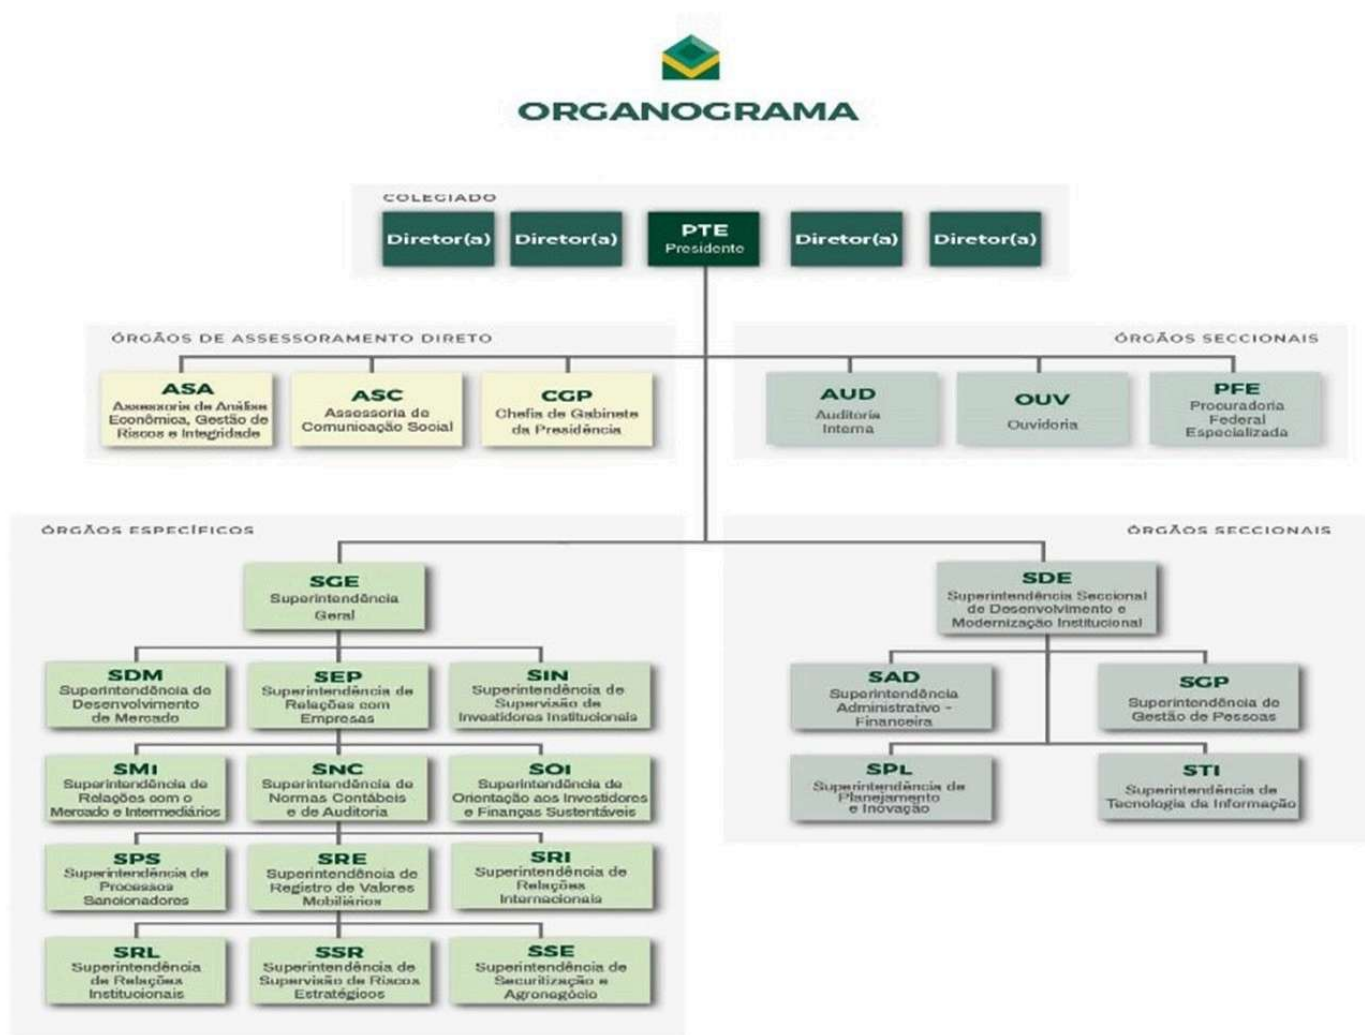 ORGANOGRAMA
COLEGIADO
Diretor(a)
Diretor(a)
PTE
Presidente
Diretor(a)
Diretor(a)
ÓRGÃOS DE ASSESSORAMENTO DIRETO
ASA
Assessoria de Análise
Econômica, Gestão de
Riscos e Integridade
ASC
Assessoria de
Comunicação Social
CGP
Chefia de Gabinete
da Presidência
ÓRGÃOS SECCIONAIS
AUD
Auditoria
Interna
OUV
Ouvidoria
PFE
Procuradoria
Federal
Especializada
ÓRGÃOS ESPECÍFICOS
SGE
Superintendência
Geral
SDM
Superintendência de
Desenvolvimento
de Mercado
SEP
Superintendência de
Relações com
Empresas
SIN
Superintendência de
Supervisão de
Investidores Institucionais
SMI
Superintendência de
Relações com o
Mercado e Intermediários
SNC
Superintendência de
Normas Contábeis
e de Auditoria
SOI
Superintendência de
Orientação aos Investidores
e Finanças Sustentáveis
SPS
Superintendência de
Processos
Sancionadores
SRE
Superintendência de
Registro de Valores
Mobiliários
SRI
Superintendência de
Relações
Internacionais
SRL
Superintendência
de Relações
Institucionais
SSR
Superintendência de
Supervisão de Riscos
Estratégicos
SSE
Superintendência de
Securitização e
Agronegócio
ÓRGÃOS SECCIONAIS
SDE
Superintendência Seccional
de Desenvolvimento e
Modernização Institucional
SAD
Superintendência
Administrativo -
Financeira
SGP
Superintendência de
Gestão de Pessoas
SPL
Superintendência de
Planejamento
e Inovação
STI
Superintendência de
Tecnologia da Informação